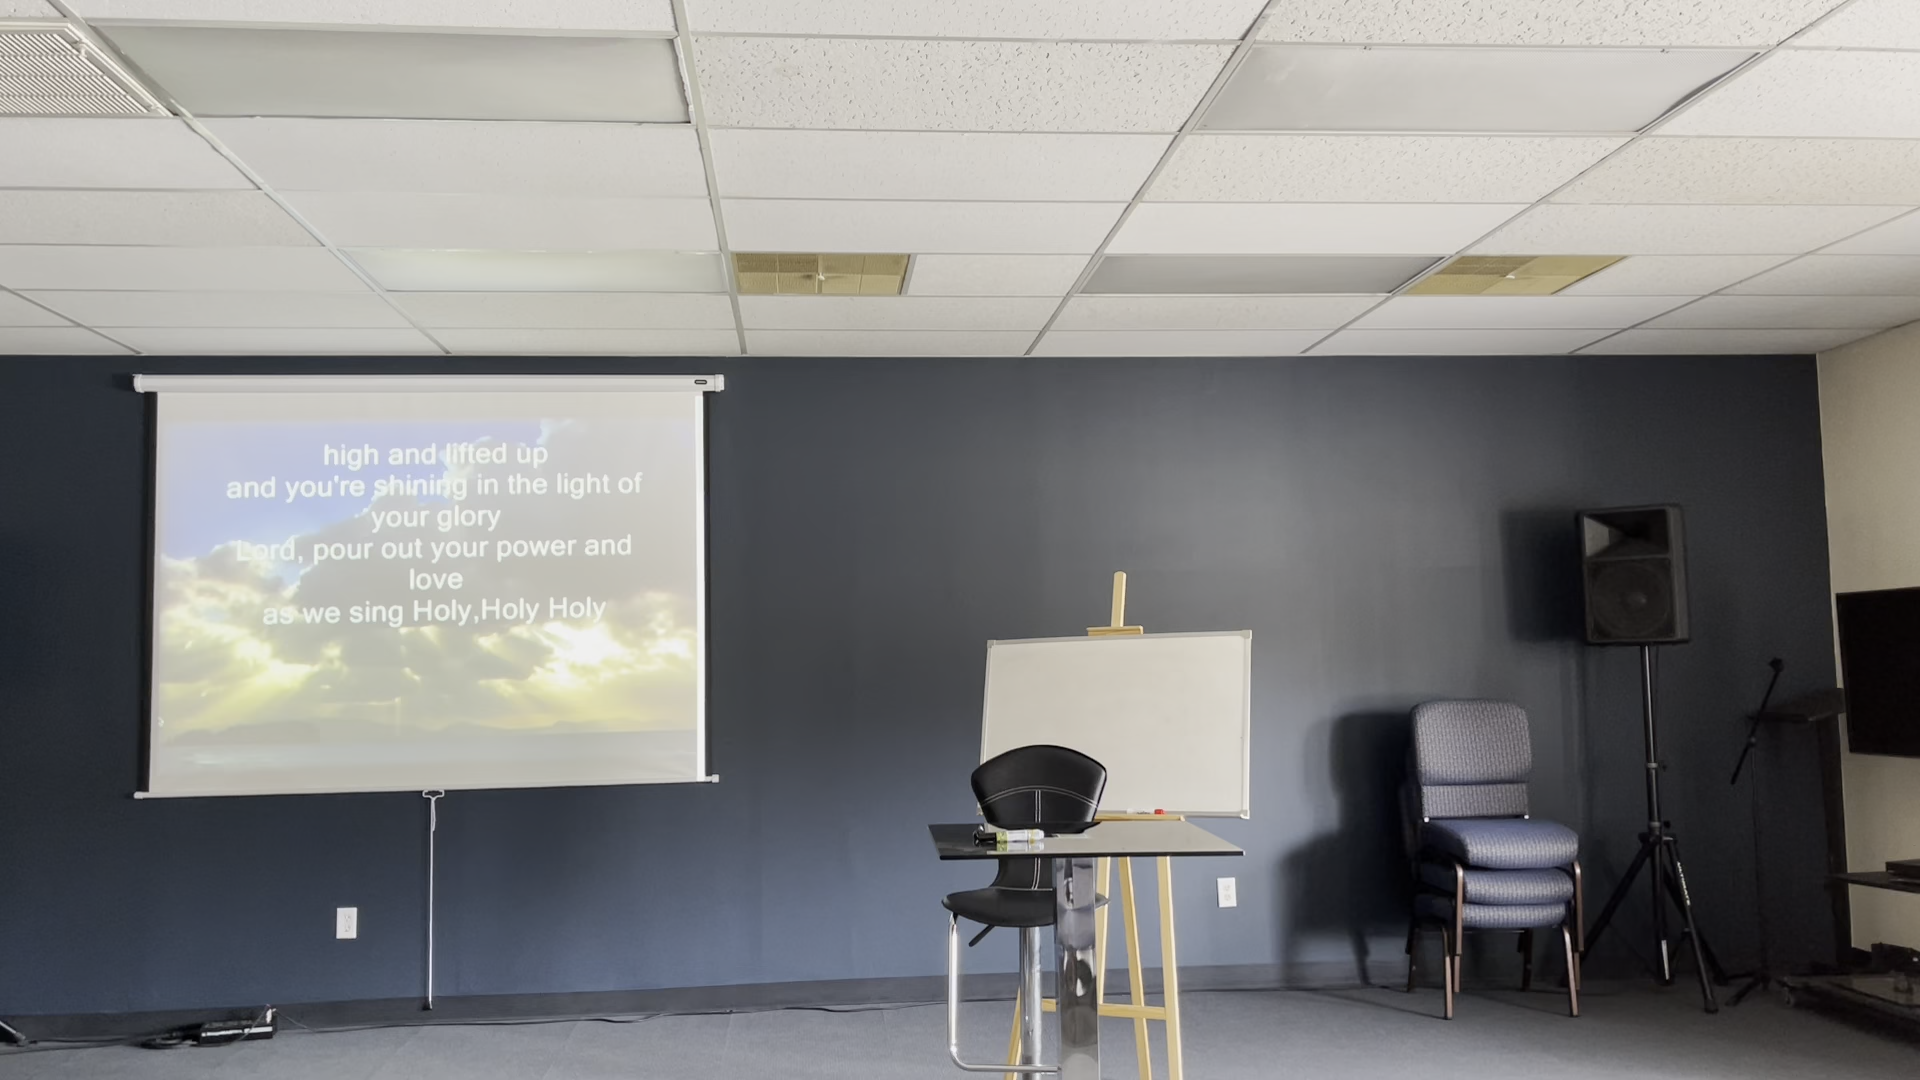 high and lifted up
and you're shining in the light of
your glory
Lord, pour out your power and
love
as we sing Holy,Holy Holy